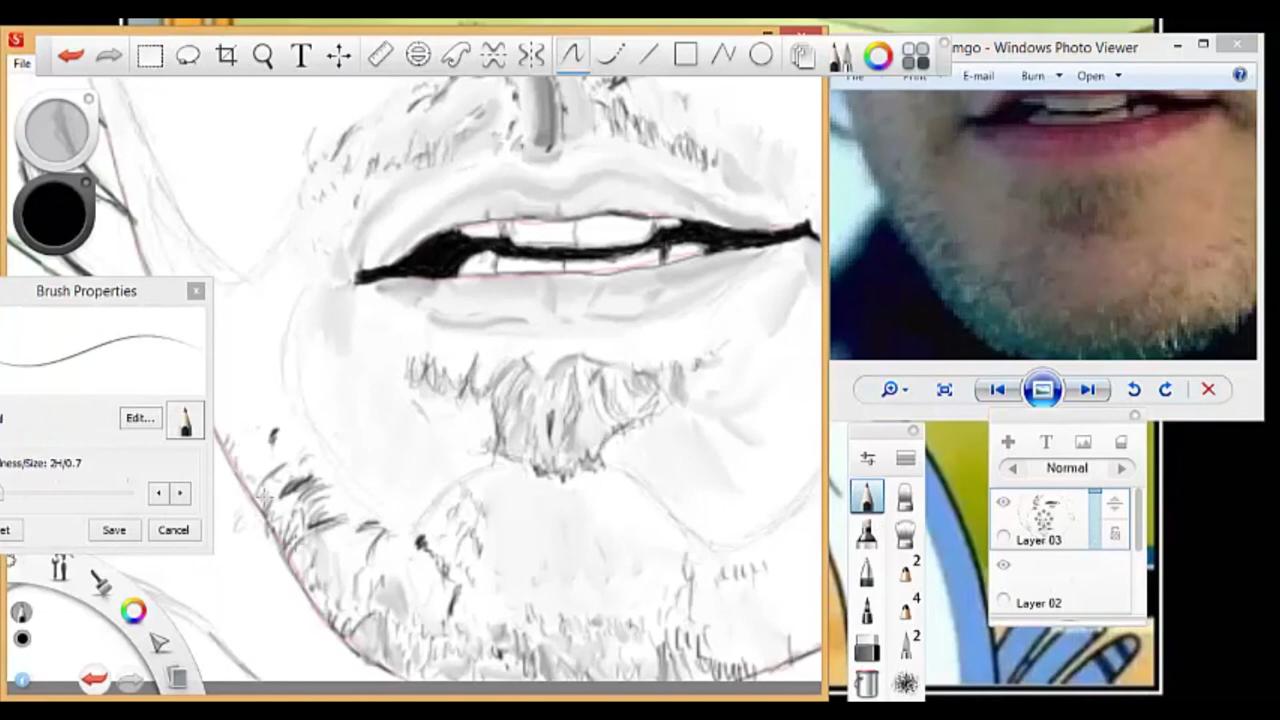 mgo - Windows Photo Viewer
File
E-mail
Burn
Open
T
Brush Properties
Edit...
ness/Size: 2H/0.7
Save
Cancel
T
Normal
Layer 03
Layer 02
2
4
2